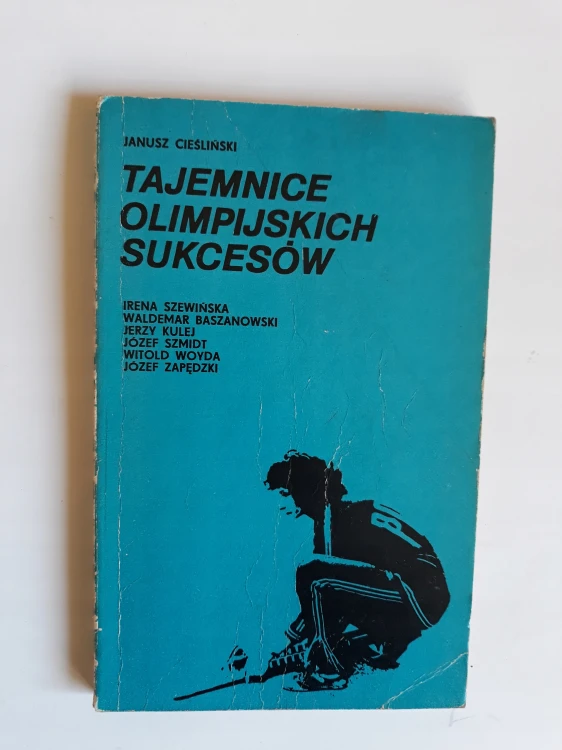 JANUSZ CIEŚLIŃSKI
TAJEMNICE
OLIMPIJSKICH
SUKCESÓW
IRENA SZEWIŃSKA
WALDEMAR BASZANOWSKI
JERZY KULEJ
JÓZEF SZMIDT
WITOLD WOYDA
JÓZEF ZAPĘDZKI